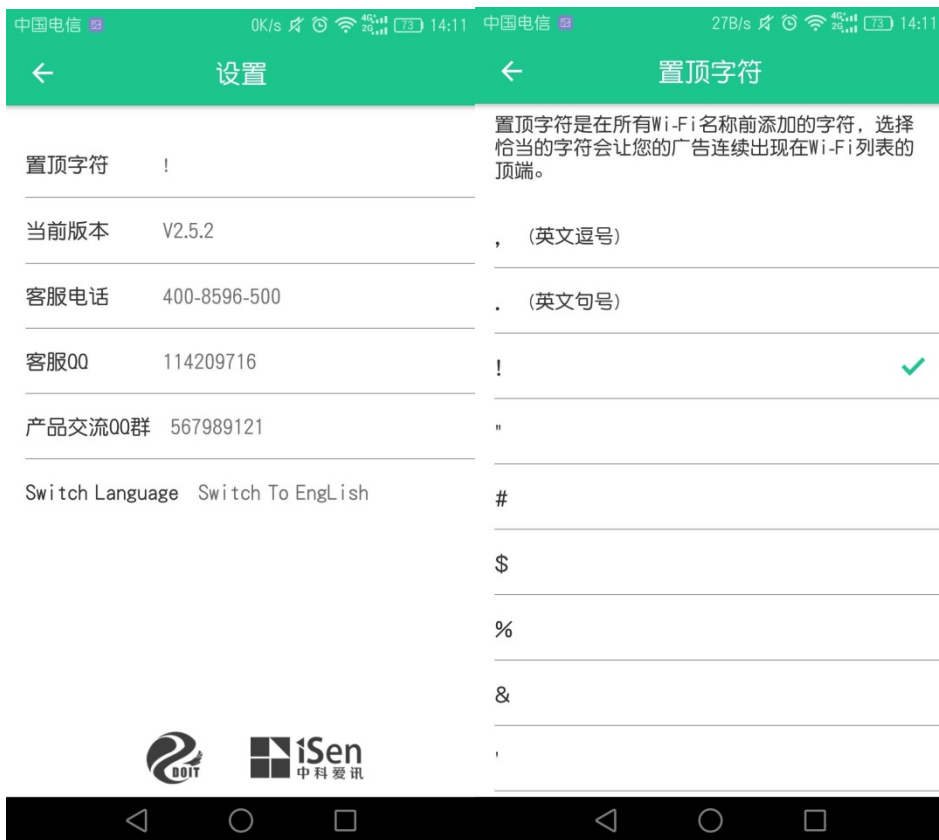 中国电信
0K/s
4G
2G
73
14:11
设置
置顶字符 !
当前版本 V2.5.2
客服电话 400-8596-500
客服QQ 114209716
产品交流QQ群 567989121
Switch Language Switch To EngLish
DOIT
iSen
中科爱讯
中国电信
27B/s
4G
2G
73
14:11
置顶字符
置顶字符是在所有Wi-Fi名称前添加的字符，选择
恰当的字符会让您的广告连续出现在Wi-Fi列表的
顶端。
, (英文逗号)
. (英文句号)
!
"
#
$
%
&
'